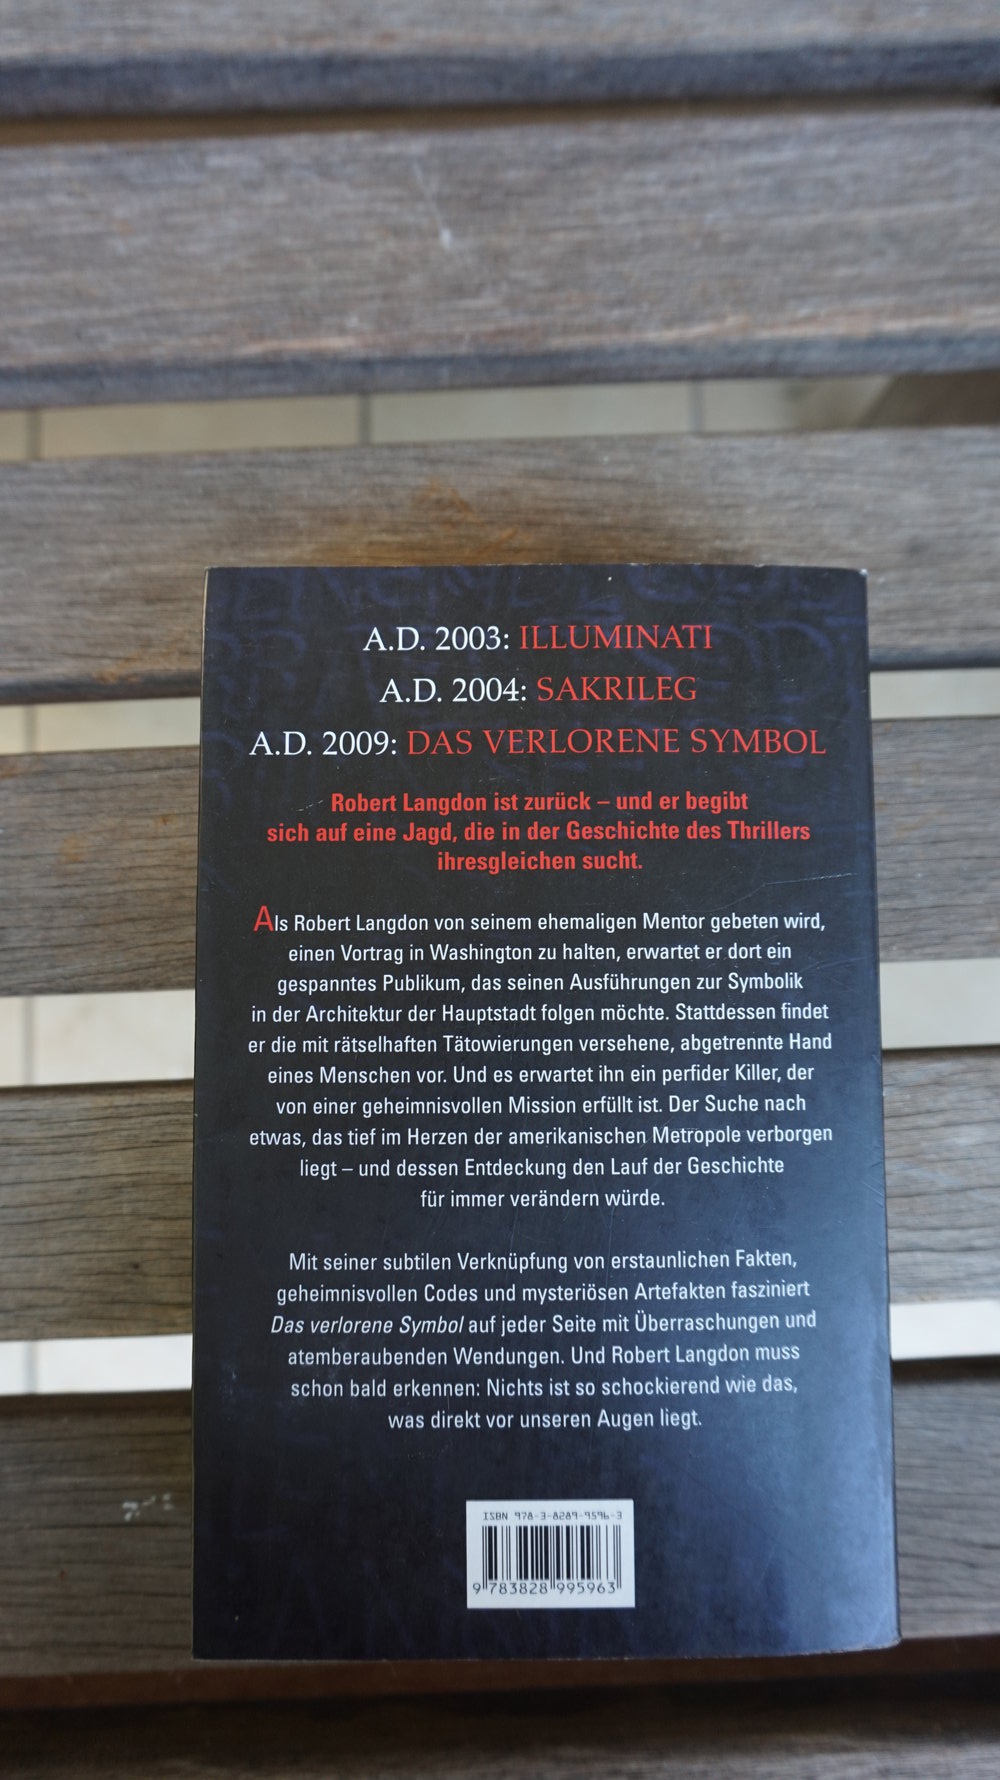 A.D. 2003: ILLUMINATI
A.D. 2004: SAKRILEG
A.D. 2009: DAS VERLORENE SYMBOL
Robert Langdon ist zurück – und er begibt
sich auf eine Jagd, die in der Geschichte des Thrillers
ihresgleichen sucht.
Als Robert Langdon von seinem ehemaligen Mentor gebeten wird,
einen Vortrag in Washington zu halten, erwartet er dort ein
gespanntes Publikum, das seinen Ausführungen zur Symbolik
in der Architektur der Hauptstadt folgen möchte. Stattdessen findet
er die mit rätselhaften Tätowierungen versehene, abgetrennte Hand
eines Menschen vor. Und es erwartet ihn ein perfider Killer, der
von einer geheimnisvollen Mission erfüllt ist. Der Suche nach
etwas, das tief im Herzen der amerikanischen Metropole verborgen
liegt – und dessen Entdeckung den Lauf der Geschichte
für immer verändern würde.
Mit seiner subtilen Verknüpfung von erstaunlichen Fakten,
geheimnisvollen Codes und mysteriösen Artefakten fasziniert
Das verlorene Symbol auf jeder Seite mit Überraschungen und
atemberaubenden Wendungen. Und Robert Langdon muss
schon bald erkennen: Nichts ist so schockierend wie das,
was direkt vor unseren Augen liegt.
ISBN 978-3-8289-9596-3
9 783828 995963